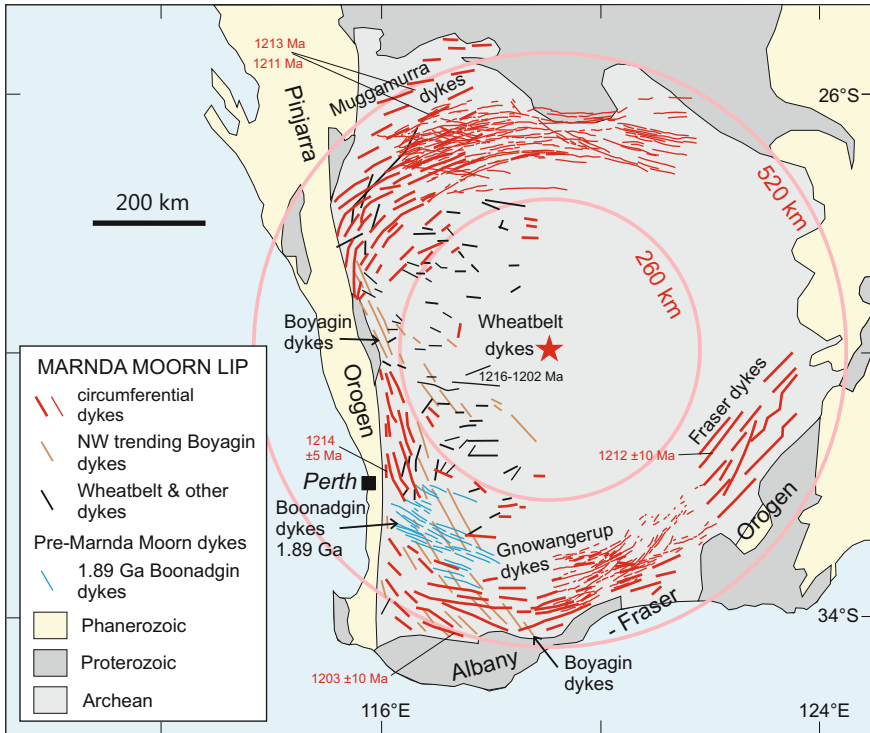 1213 Ma
1211 Ma
Muggamurra
dykes
26°S
Pinjarra
200 km
520 km
260 km
Boyagin
dykes
Wheatbelt
dykes
1216-1202 Ma
MARNDA MOORN LIP
circumferential
dykes
NW trending Boyagin
dykes
Wheatbelt & other
dykes
Pre-Marnda Moorn dykes
1.89 Ga Boonadgin
dykes
Phanerozoic
Proterozoic
Archean
Orogen
Fraser dykes
1214
±5 Ma
1212 ±10 Ma
Perth
Boonadgin
dykes
1.89 Ga
Orogen
Gnowangerup
dykes
- Fraser
34°S
Albany
Boyagin
dykes
1203 ±10 Ma
116°E
124°E